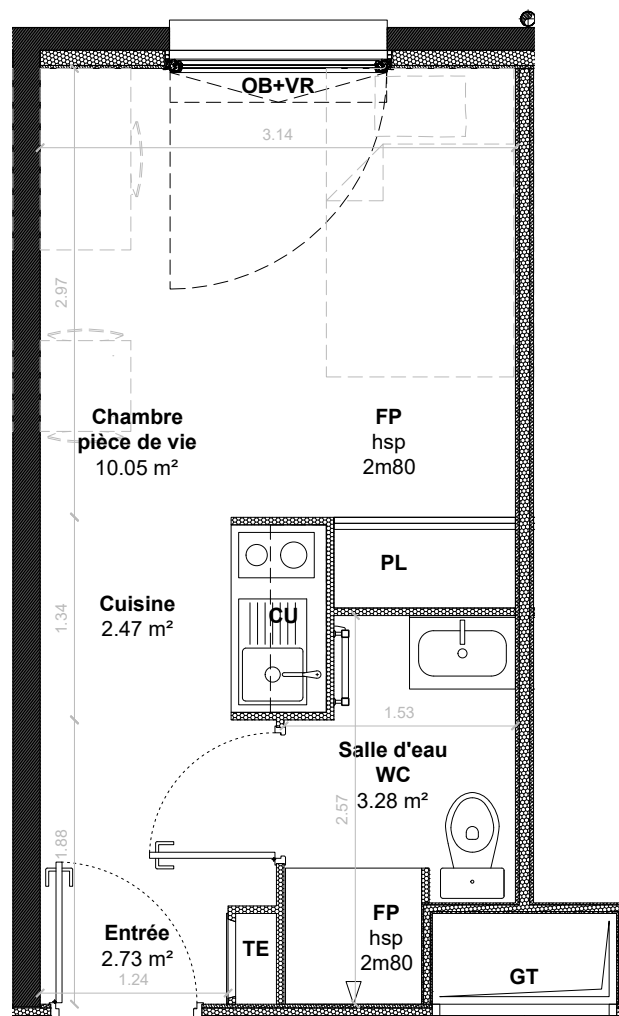 OB+VR
3.14
2.97
Chambre
pièce de vie
10.05 m²
FP
hsp
2m80
PL
Cuisine
2.47 m²
CU
1.34
1.53
Salle d'eau
WC
3.28 m²
2.57
1.88
Entrée
2.73 m²
1.24
TE
FP
hsp
2m80
GT